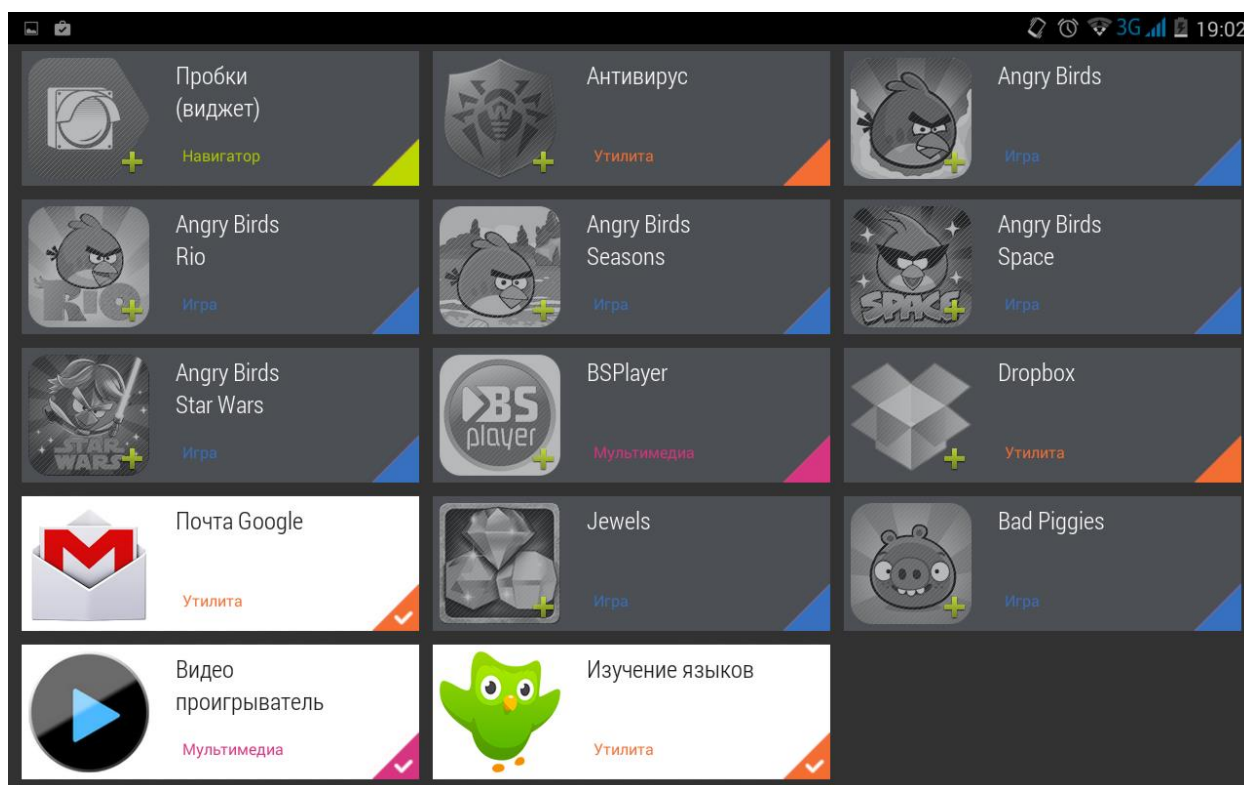 3G 19:02
Пробки
(виджет)
Навигатор
Антивирус
Утилита
Angry Birds
Игра
Angry Birds
Rio
Игра
RIO
Angry Birds
Seasons
Игра
Angry Birds
Space
Игра
SPACE
Angry Birds
Star Wars
Игра
STAR
WARS
BSPlayer
Мультимедиа
BS
player
Dropbox
Утилита
Почта Google
Утилита
Jewels
Игра
Bad Piggies
Игра
Видео
проигрыватель
Мультимедиа
Изучение языков
Утилита